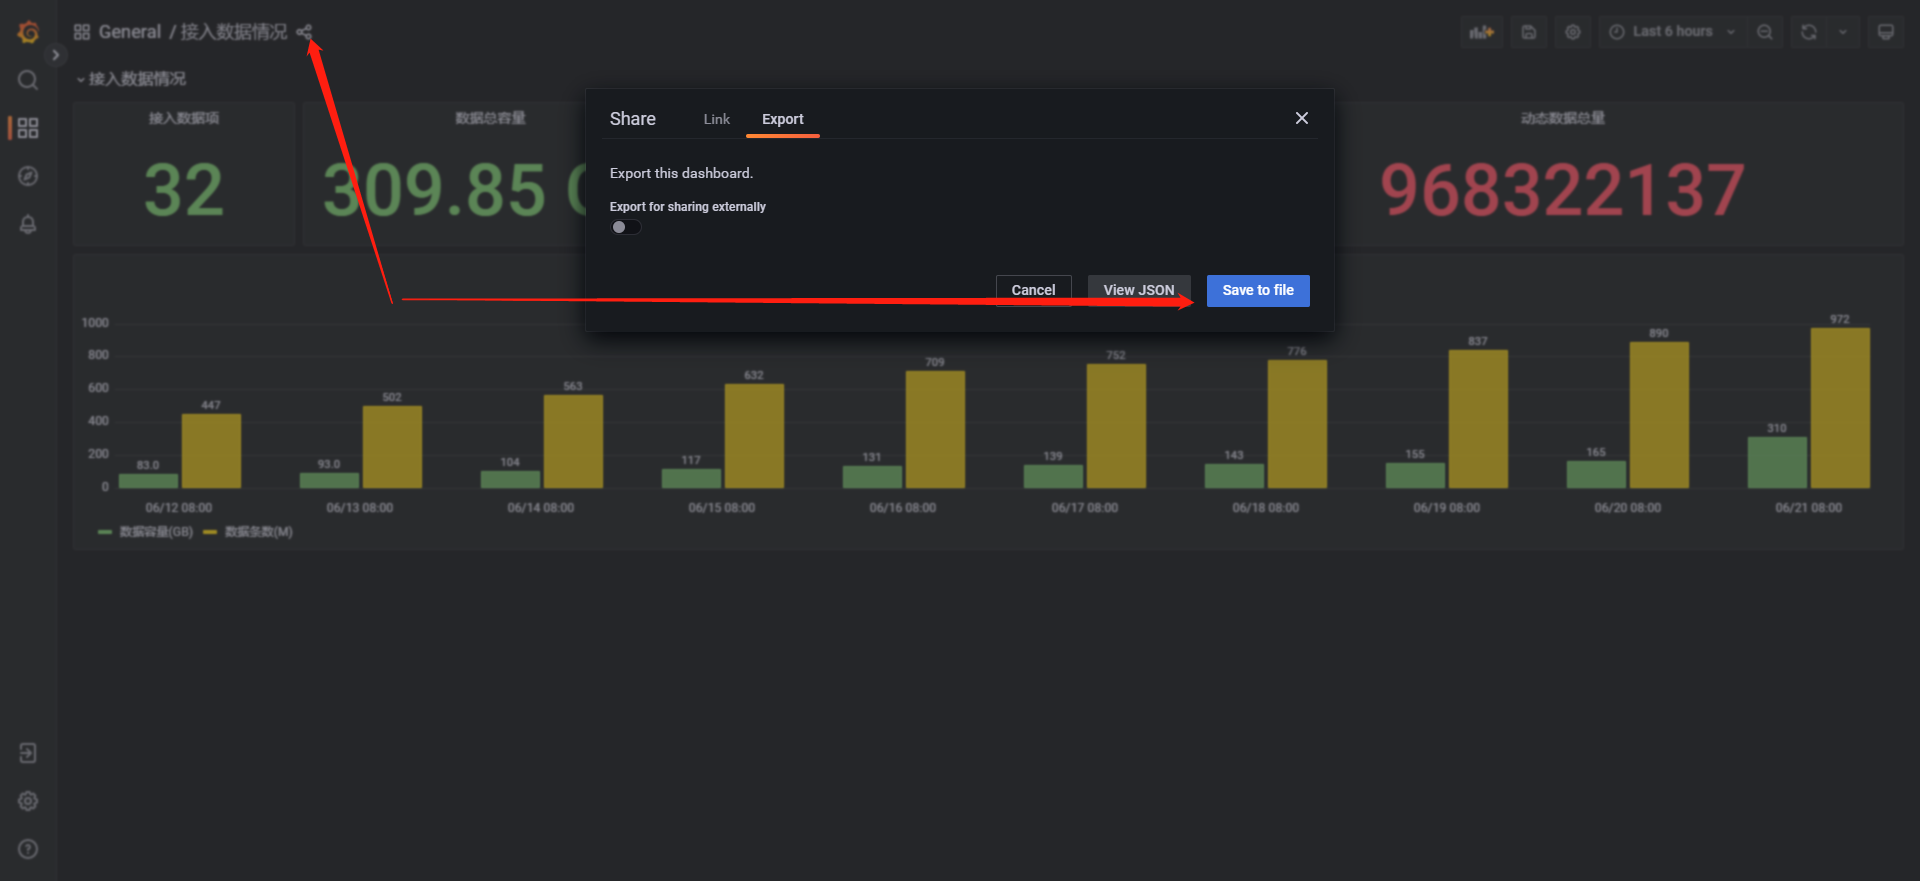 General / 接入数据情况
Last 6 hours
接入数据情况
接入数据项
32
数据总容量
309.85
动态数据总量
968322137
Share
Link
Export
Export this dashboard.
Export for sharing externally
Cancel
View JSON
Save to file
1000
800
600
400
200
0
83.0
447
93.0
502
104
563
117
632
131
709
139
752
143
776
155
837
165
890
310
972
06/12 08:00
06/13 08:00
06/14 08:00
06/15 08:00
06/16 08:00
06/17 08:00
06/18 08:00
06/19 08:00
06/20 08:00
06/21 08:00
数据容量(GB)
数据条数(M)